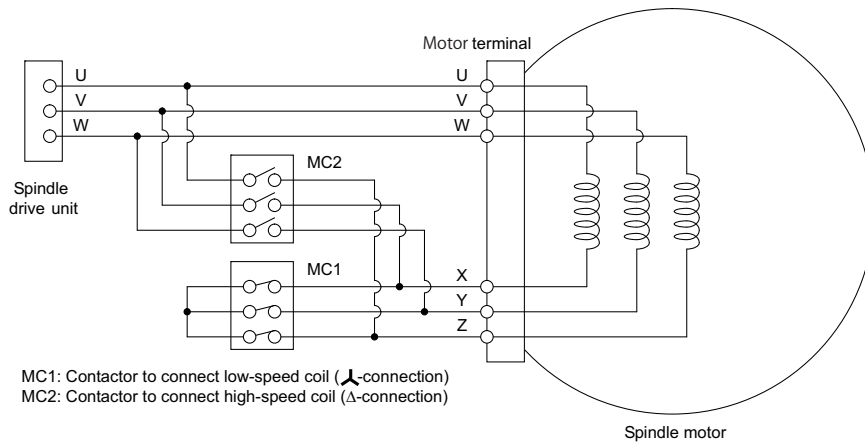 Motor terminal
U
V
W
U
V
W
Spindle
drive unit
MC2
MC1
X
Y
Z
MC1: Contactor to connect low-speed coil (⅄-connection)
MC2: Contactor to connect high-speed coil (Δ-connection)
Spindle motor